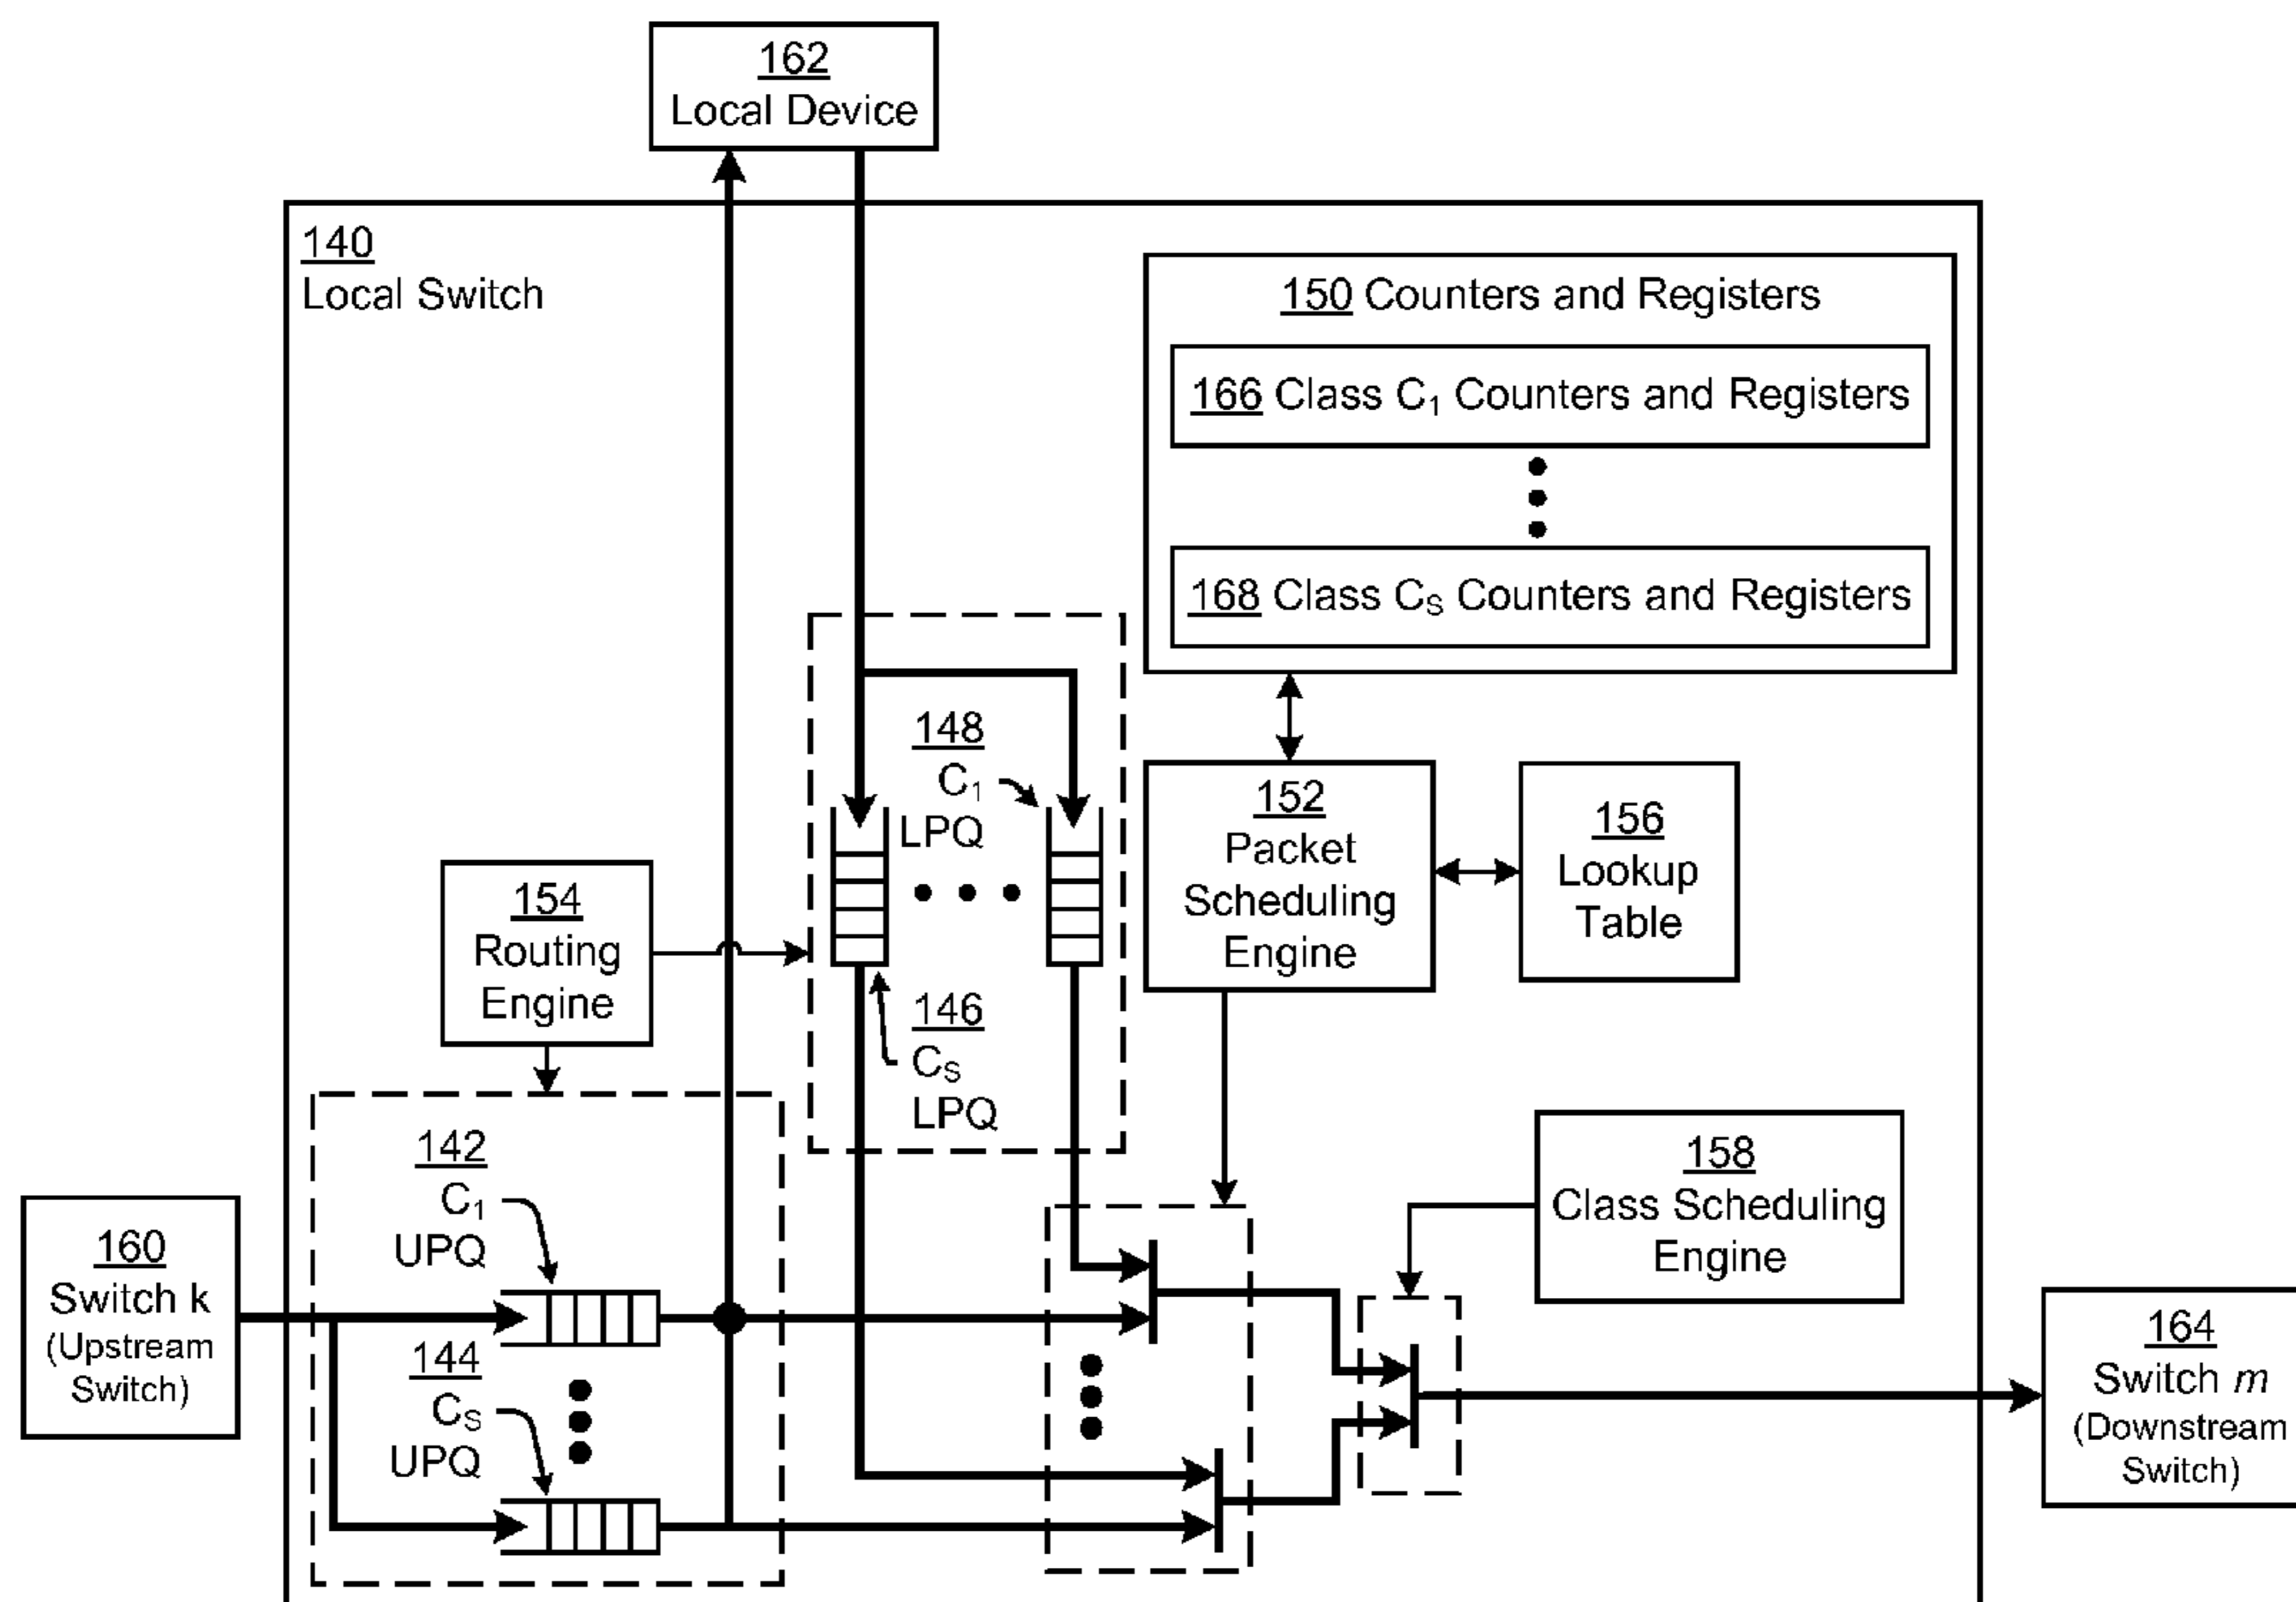 162
Local Device
140
Local Switch
150 Counters and Registers
166 Class C₁ Counters and Registers
168 Class Cₛ Counters and Registers
148
C₁
LPQ
152
Packet
Scheduling
Engine
156
Lookup
Table
154
Routing
Engine
146
Cₛ
LPQ
142
C₁
UPQ
158
Class Scheduling
Engine
160
Switch k
(Upstream
Switch)
144
Cₛ
UPQ
164
Switch m
(Downstream
Switch)